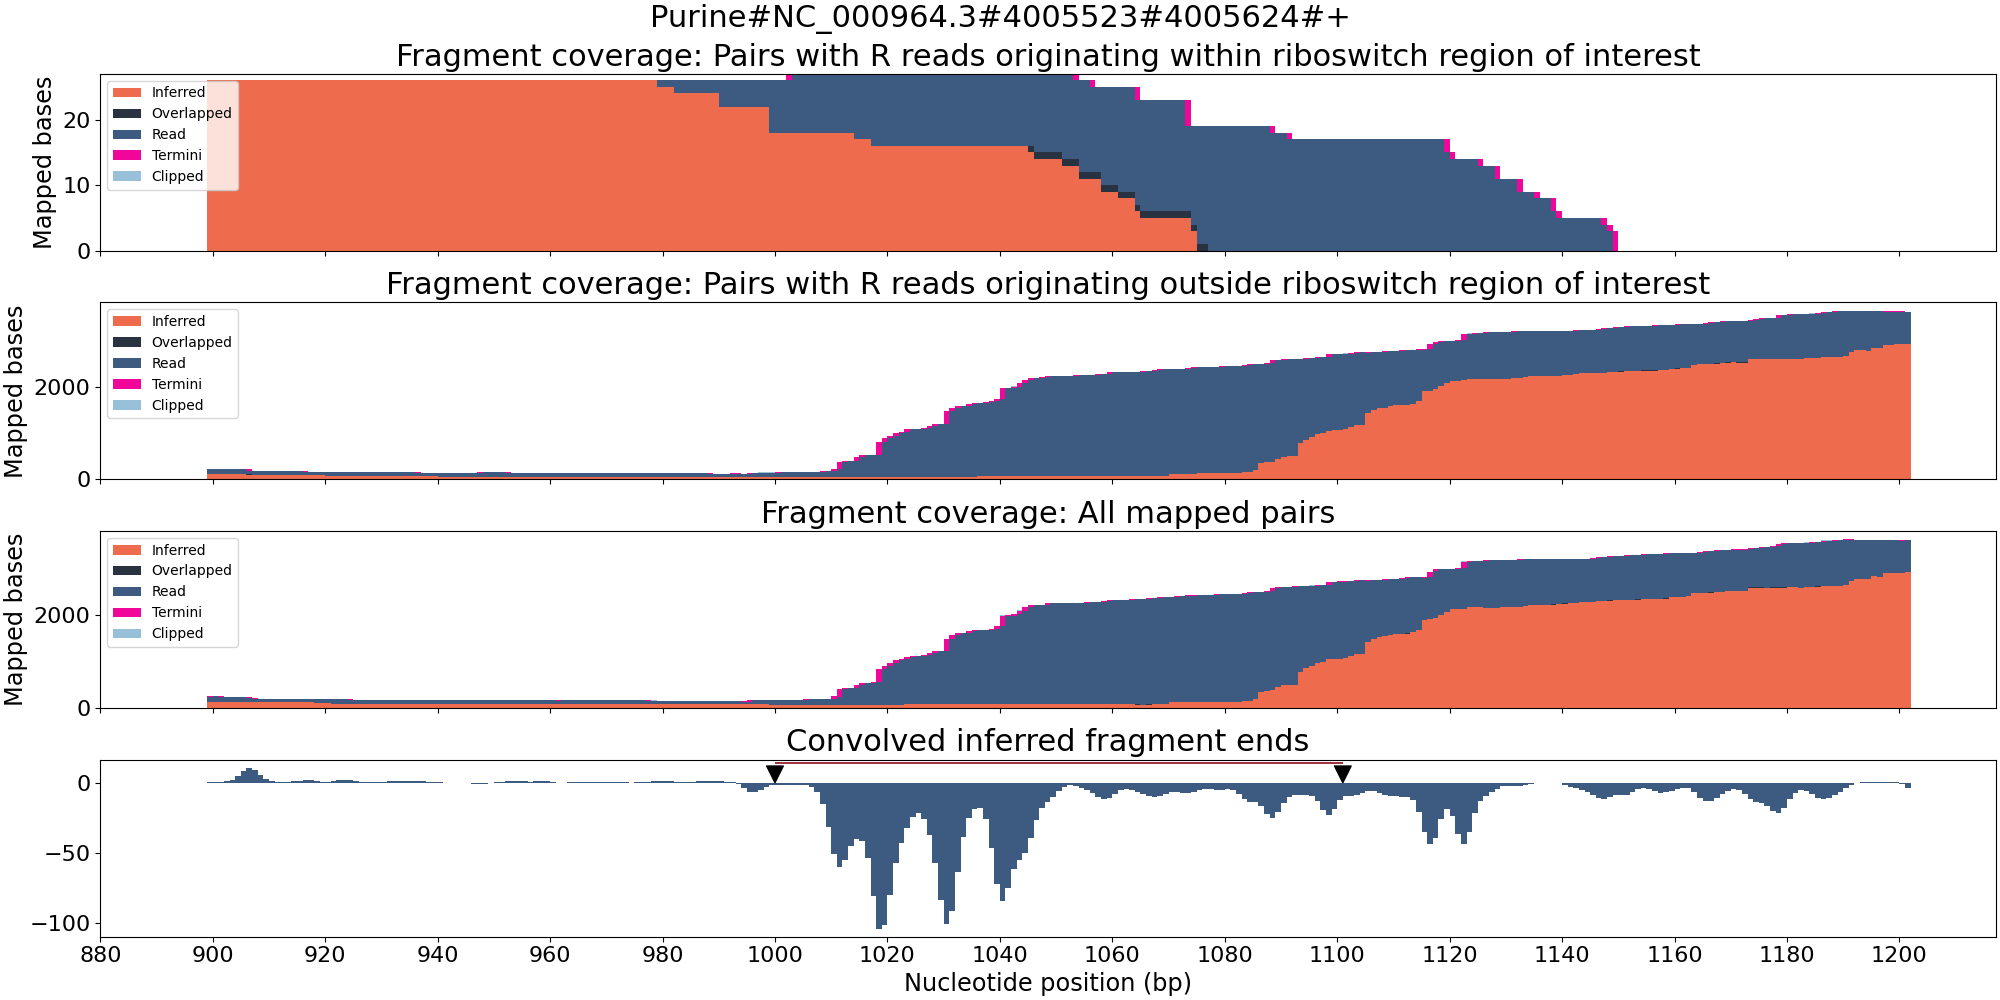 Purine#NC_000964.3#4005523#4005624#+
Fragment coverage: Pairs with R reads originating within riboswitch region of interest
Mapped bases
20
10
0
Inferred
Overlapped
Read
Termini
Clipped
Fragment coverage: Pairs with R reads originating outside riboswitch region of interest
Mapped bases
2000
0
Inferred
Overlapped
Read
Termini
Clipped
Fragment coverage: All mapped pairs
Mapped bases
2000
0
Inferred
Overlapped
Read
Termini
Clipped
Convolved inferred fragment ends
0
−50
−100
880 900 920 940 960 980 1000 1020 1040 1060 1080 1100 1120 1140 1160 1180 1200
Nucleotide position (bp)